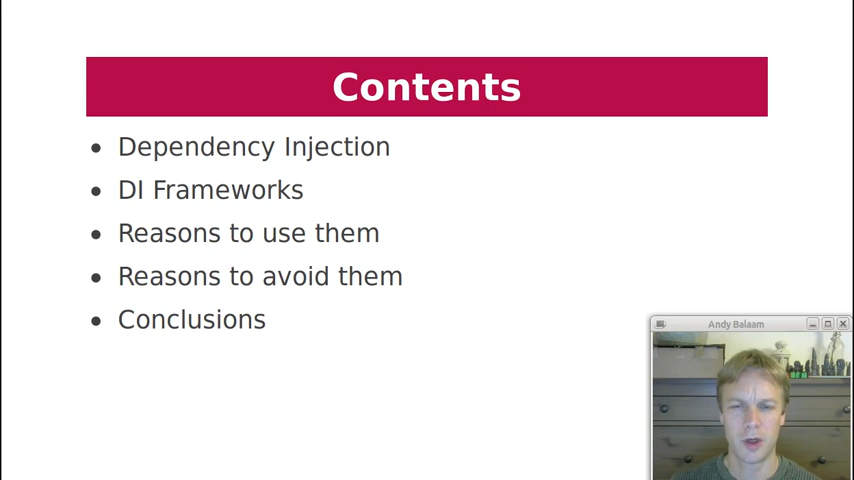 Contents
Dependency Injection
DI Frameworks
Reasons to use them
Reasons to avoid them
Conclusions
Andy Balaam